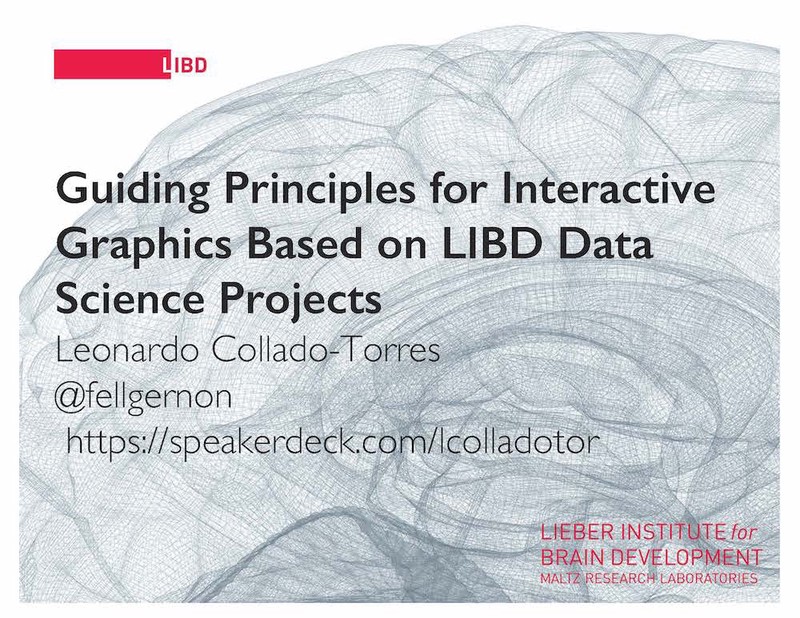 LIBD
Guiding Principles for Interactive
Graphics Based on LIBD Data
Science Projects
Leonardo Collado-Torres
@fellgernon
https://speakerdeck.com/lcolladotor
LIEBER INSTITUTE for
BRAIN DEVELOPMENT
MALTZ RESEARCH LABORATORIES